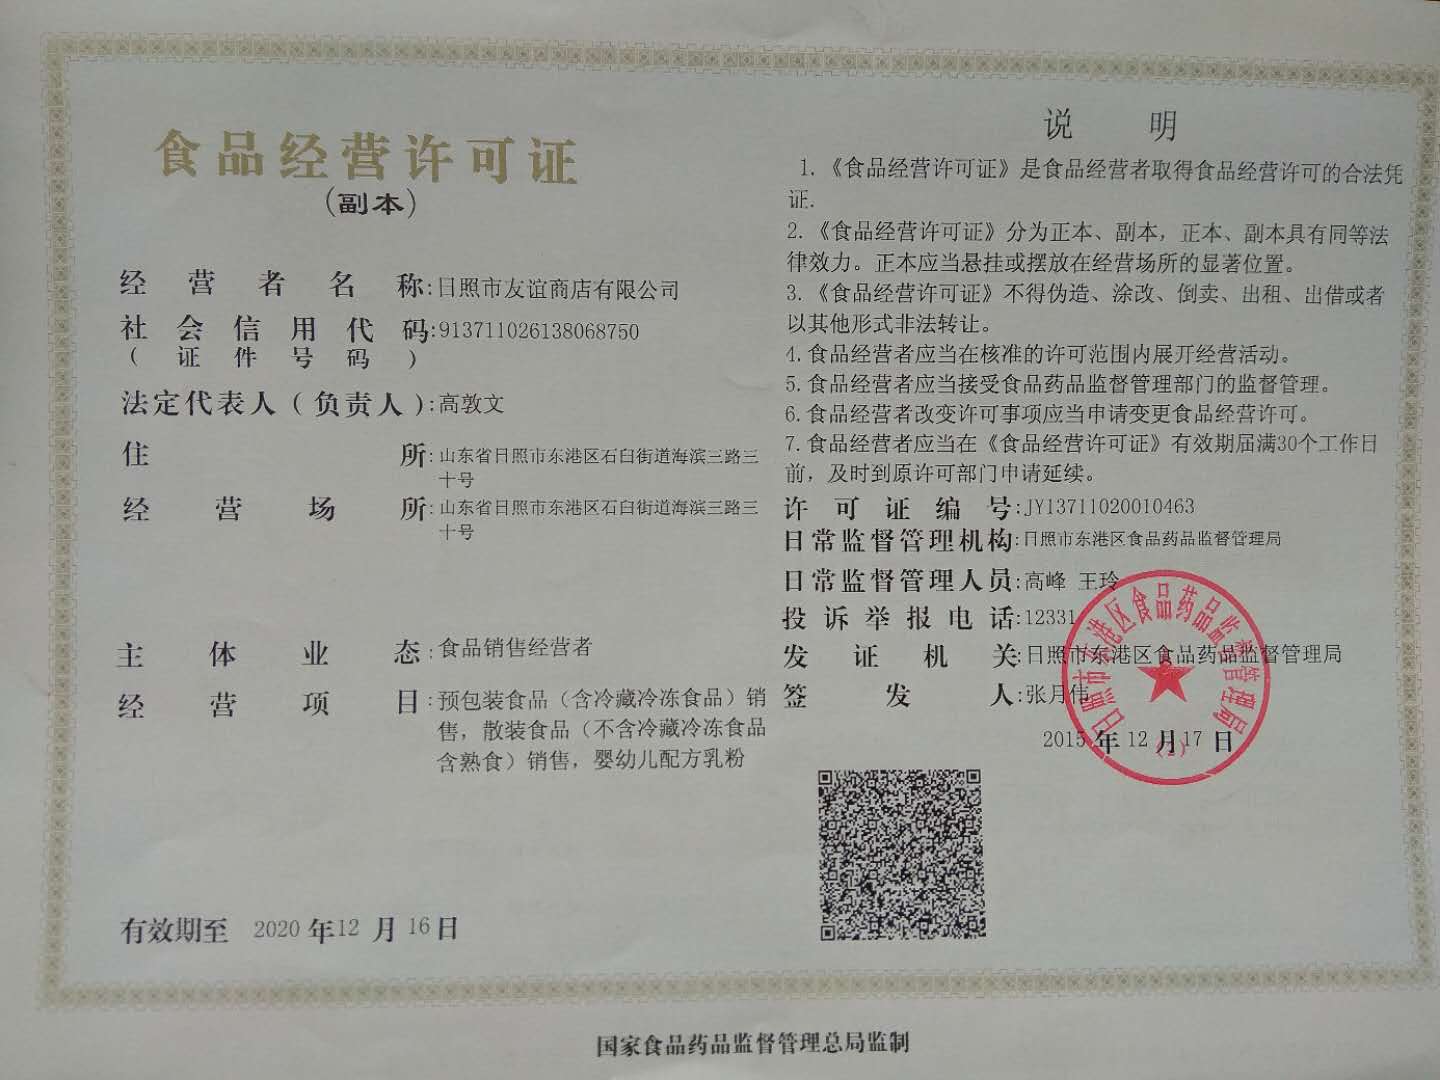 食品经营许可证
(副本)
经营者名称:日照市友谊商店有限公司
社会信用代码:913711026138068750
(证件号码)
法定代表人(负责人):高敦文
住所:山东省日照市东港区石臼街道海滨三路三
十号
经营场所:山东省日照市东港区石臼街道海滨三路三
十号
主体业态:食品销售经营者
经营项目:预包装食品（含冷藏冷冻食品）销
售，散装食品（不含冷藏冷冻食品
含熟食）销售，婴幼儿配方乳粉
有效期至 2020 年12 月 16 日
说明
1.《食品经营许可证》是食品经营者取得食品经营许可的合法凭
证.
2.《食品经营许可证》分为正本、副本，正本、副本具有同等法
律效力。正本应当悬挂或摆放在经营场所的显著位置。
3.《食品经营许可证》不得伪造、涂改、倒卖、出租、出借或者
以其他形式非法转让。
4.食品经营者应当在核准的许可范围内展开经营活动。
5.食品经营者应当接受食品药品监督管理部门的监督管理。
6.食品经营者改变许可事项应当申请变更食品经营许可。
7.食品经营者应当在《食品经营许可证》有效期届满30个工作日
前，及时到原许可部门申请延续。
许可证编号:JY13711020010463
日常监督管理机构:日照市东港区食品药品监督管理局
日常监督管理人员:高峰 王玲
投诉举报电话:12331
发证机关:日照市东港区食品药品监督管理局
签发人:张月伟
2015 年 12 月 17 日
日照市东港区食品药品监督管理局
(2)
国家食品药品监督管理总局监制